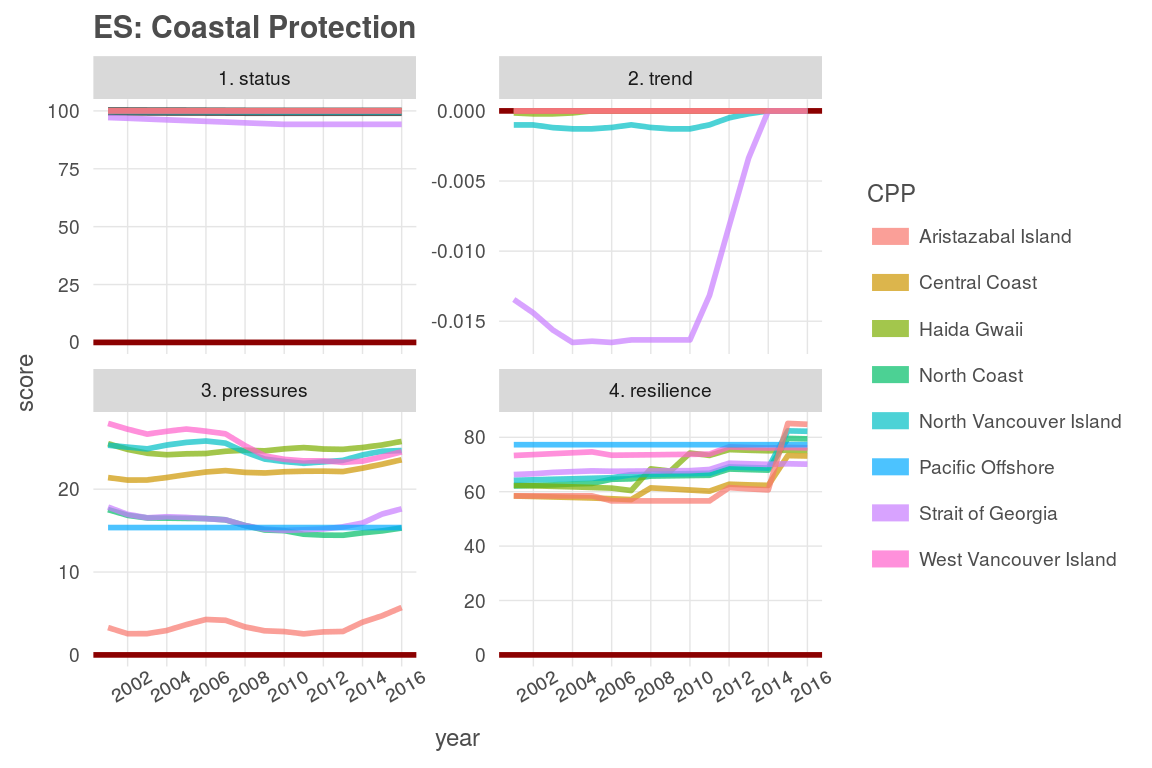 ES: Coastal Protection
1. status
2. trend
100
75
50
25
0
0.000
-0.005
-0.010
-0.015
score
3. pressures
4. resilience
20
10
0
80
60
40
20
0
2002 2004 2006 2008 2010 2012 2014 2016
2002 2004 2006 2008 2010 2012 2014 2016
year
CPP
Aristazabal Island
Central Coast
Haida Gwaii
North Coast
North Vancouver Island
Pacific Offshore
Strait of Georgia
West Vancouver Island